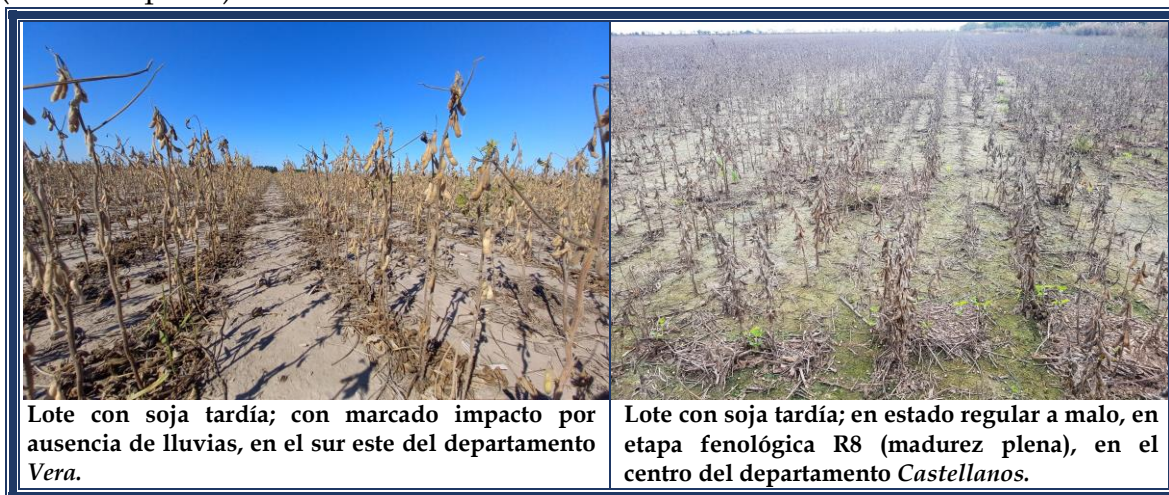 Lote con soja tardía; con marcado impacto por
ausencia de lluvias, en el sur este del departamento
Vera.
Lote con soja tardía; en estado regular a malo, en
etapa fenológica R8 (madurez plena), en el
centro del departamento Castellanos.